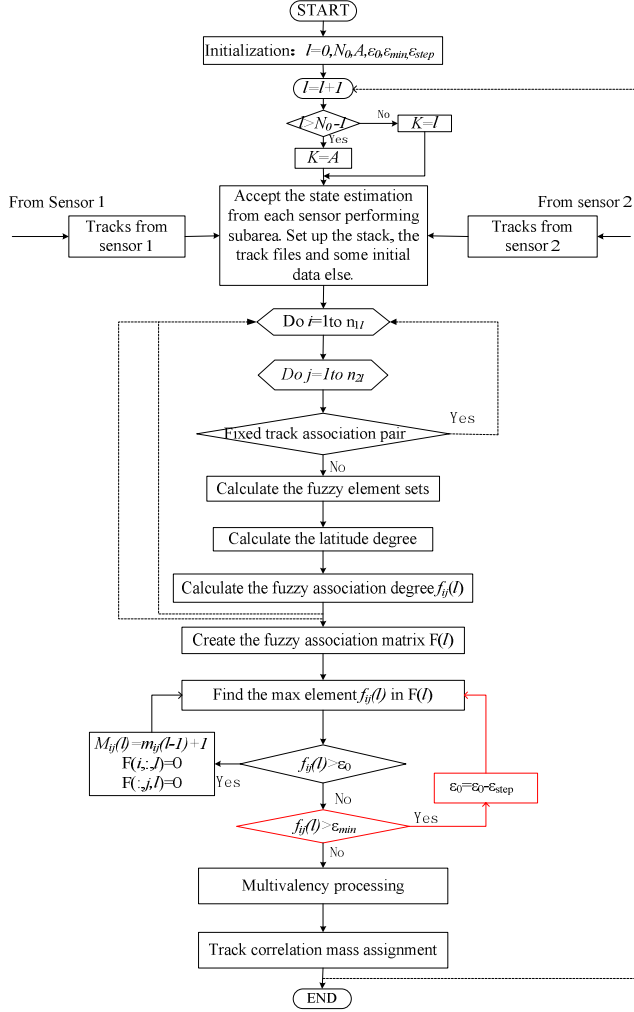 START
Initialization： l=0,N0,A,ε0,εmin,εstep
l=l+1
l>N0-1
No
K=l
Yes
K=A
From Sensor 1
Tracks from
sensor 1
Accept the state estimation
from each sensor performing
subarea. Set up the stack, the
track files and some initial
data else.
From sensor 2
Tracks from
sensor 2
Do i=1to n1l
Do j=1to n2l
Fixed track association pair
Yes
No
Calculate the fuzzy element sets
Calculate the latitude degree
Calculate the fuzzy association degree fij(l)
Create the fuzzy association matrix F(l)
Find the max element fij(l) in F(l)
Mij(l)=mij(l-1)+1
F(i,:,l)=0
F(:,j,l)=0
fij(l)>ε0
Yes
No
ε0=ε0-εstep
fij(l)>εmin
Yes
No
Multivalency processing
Track correlation mass assignment
END